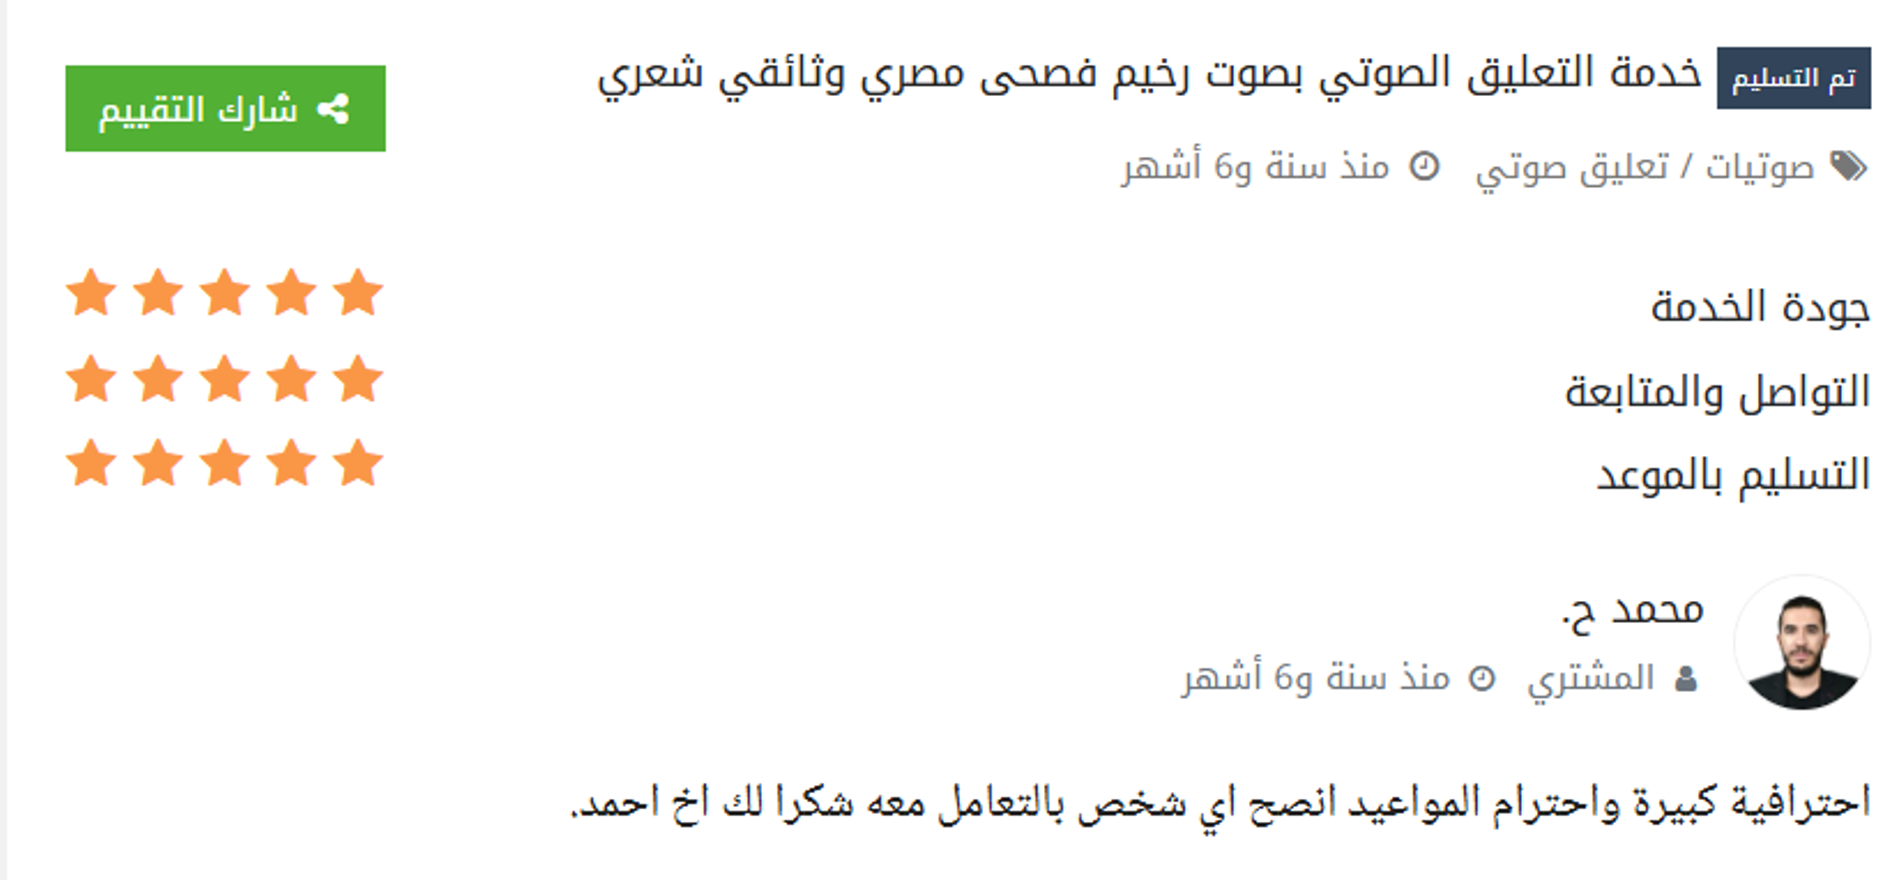 تم التسليم خدمة التعليق الصوتي بصوت رخيم فصحى مصري وثائقي شعري
شارك التقييم
صوتيات / تعليق صوتي منذ سنة و6 أشهر
جودة الخدمة
التواصل والمتابعة
التسليم بالموعد
محمد ح.
المشتري منذ سنة و6 أشهر
احترافية كبيرة واحترام المواعيد انصح اي شخص بالتعامل معه شكرا لك اخ احمد.